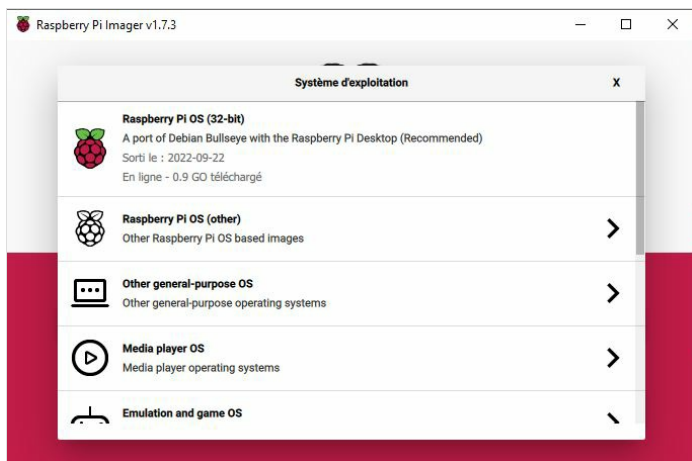 Raspberry Pi Imager v1.7.3
Système d'exploitation
X
Raspberry Pi OS (32-bit)
A port of Debian Bullseye with the Raspberry Pi Desktop (Recommended)
Sorti le : 2022-09-22
En ligne - 0.9 GO téléchargé
Raspberry Pi OS (other)
Other Raspberry Pi OS based images
Other general-purpose OS
Other general-purpose operating systems
Media player OS
Media player operating systems
Emulation and game OS